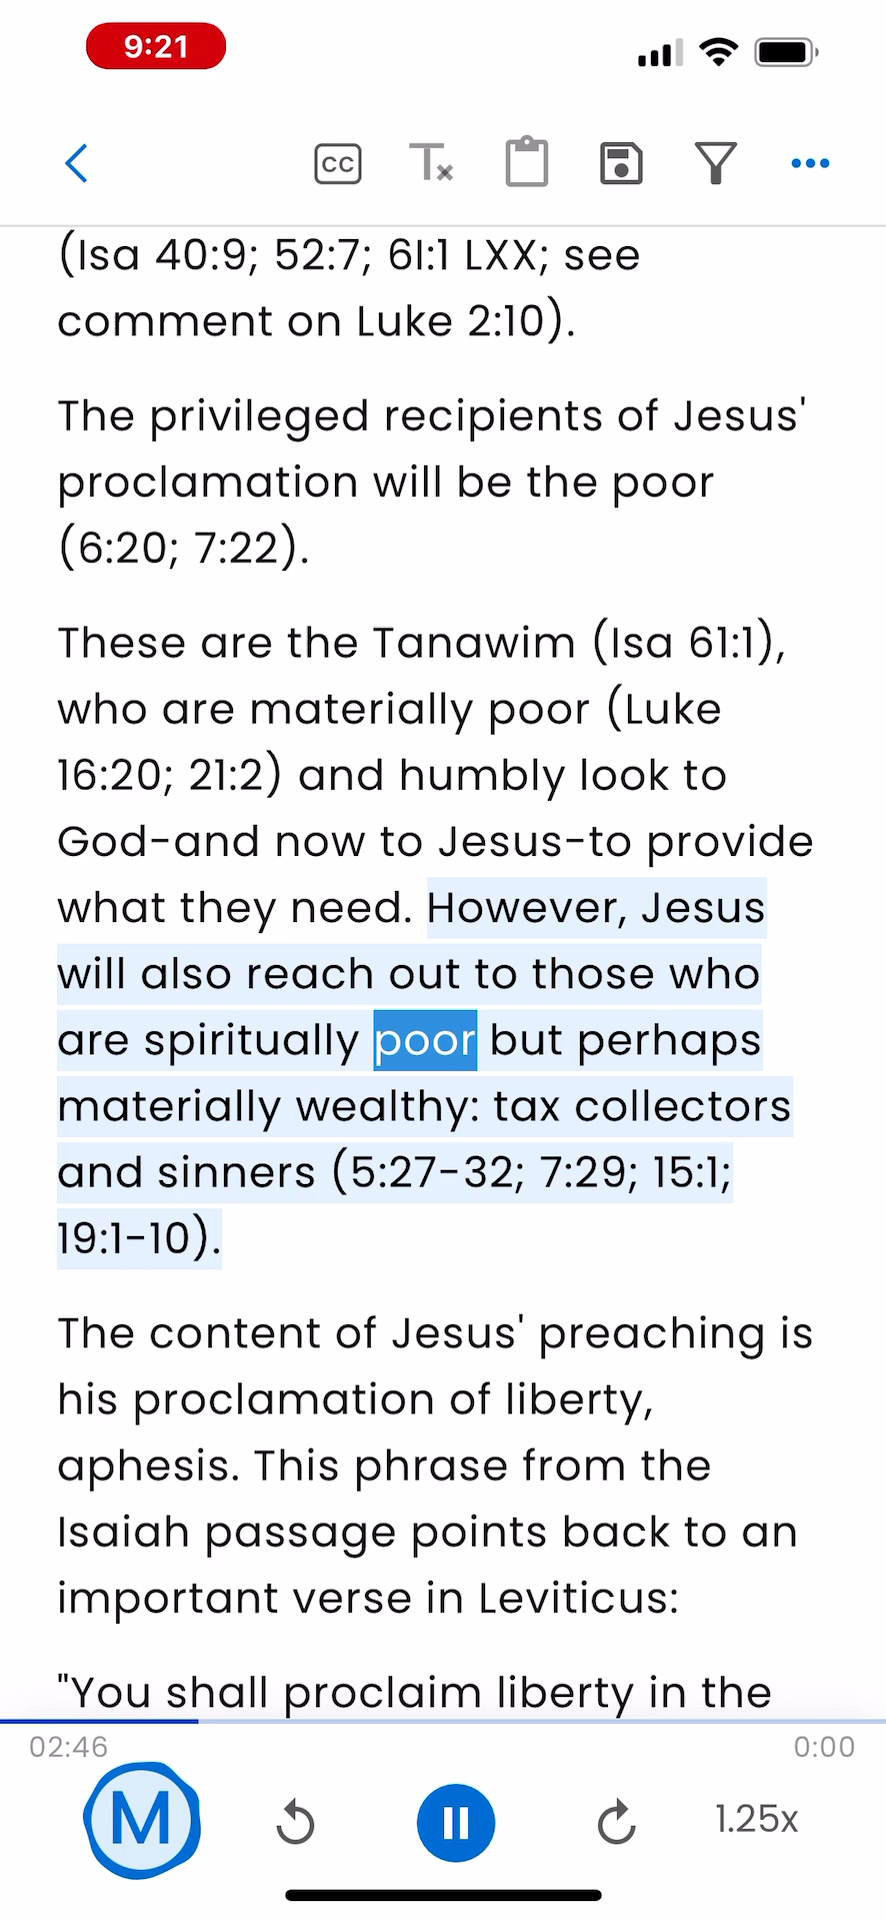 9:21
CC
Tx
(Isa 40:9; 52:7; 6I:1 LXX; see
comment on Luke 2:10).
The privileged recipients of Jesus'
proclamation will be the poor
(6:20; 7:22).
These are the Tanawim (Isa 61:1),
who are materially poor (Luke
16:20; 21:2) and humbly look to
God-and now to Jesus-to provide
what they need. However, Jesus
will also reach out to those who
are spiritually poor but perhaps
materially wealthy: tax collectors
and sinners (5:27-32; 7:29; 15:1;
19:1-10).
The content of Jesus' preaching is
his proclamation of liberty,
aphesis. This phrase from the
Isaiah passage points back to an
important verse in Leviticus:
"You shall proclaim liberty in the
02:46
0:00
M
1.25x